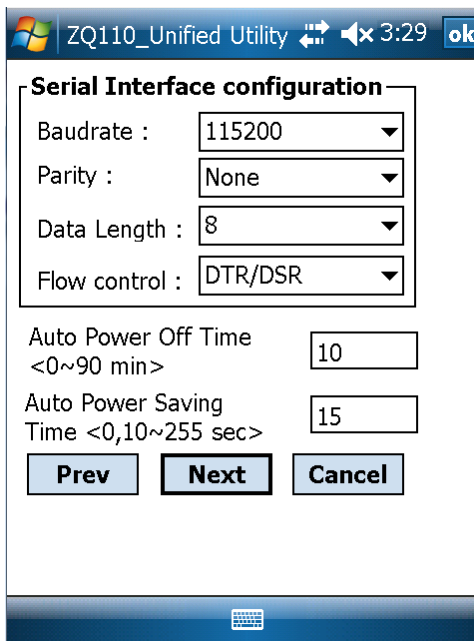 ZQ110_Unified Utility 3:29 ok
Serial Interface configuration
Baudrate : 115200
Parity : None
Data Length : 8
Flow control : DTR/DSR
Auto Power Off Time
<0~90 min> 10
Auto Power Saving
Time <0,10~255 sec> 15
Prev Next Cancel